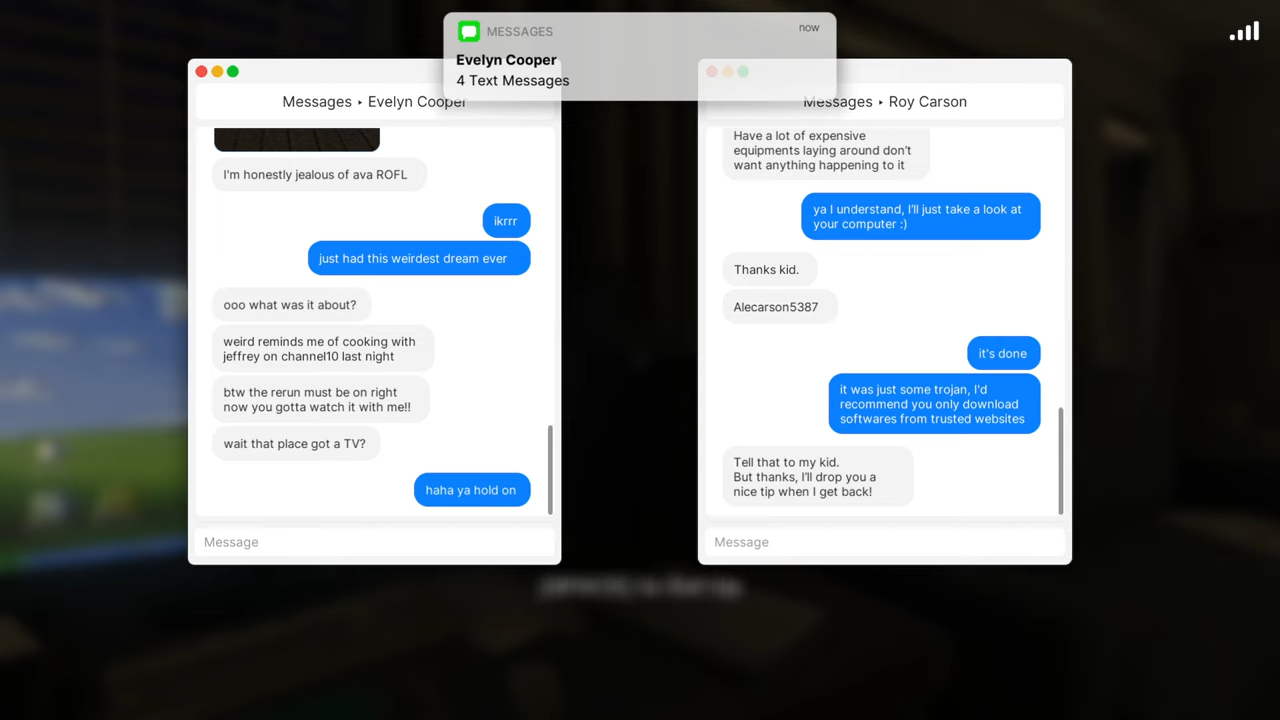 MESSAGES
now
Evelyn Cooper
4 Text Messages
Messages ▸ Evelyn Cooper
I'm honestly jealous of ava ROFL
ikrrr
just had this weirdest dream ever
ooo what was it about?
weird reminds me of cooking with
jeffrey on channel10 last night
btw the rerun must be on right
now you gotta watch it with me!!
wait that place got a TV?
haha ya hold on
Message
Messages ▸ Roy Carson
Have a lot of expensive
equipments laying around don't
want anything happening to it
ya I understand, I'll just take a look at
your computer :)
Thanks kid.
Alecarson5387
it's done
it was just some trojan, I'd
recommend you only download
softwares from trusted websites
Tell that to my kid.
But thanks, I'll drop you a
nice tip when I get back!
Message